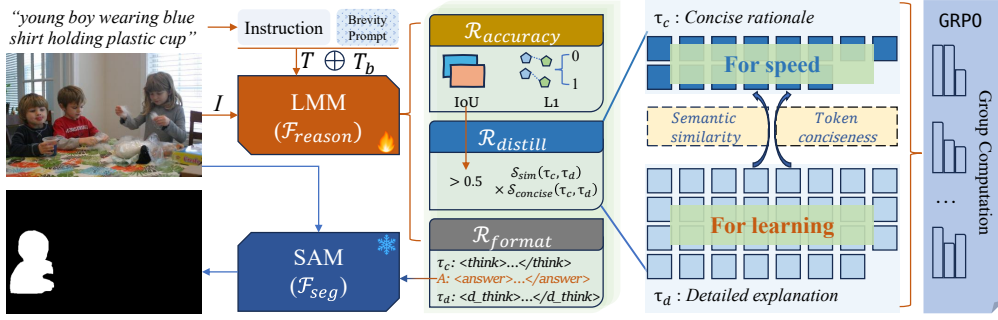 “young boy wearing blue
shirt holding plastic cup”
Instruction
Brevity
Prompt
T ⊕ T_b
I
LMM
(F_reason)
SAM
(F_seg)
R_accuracy
IoU
L1
0
1
R_distill
> 0.5
S_sim(τ_c, τ_d)
× S_concise(τ_c, τ_d)
R_format
τ_c: <think>...</think>
A: <answer>...</answer>
τ_d: <d_think>...</d_think>
τ_c : Concise rationale
For speed
Semantic
similarity
Token
conciseness
For learning
τ_d : Detailed explanation
GRPO
...
Group Computation